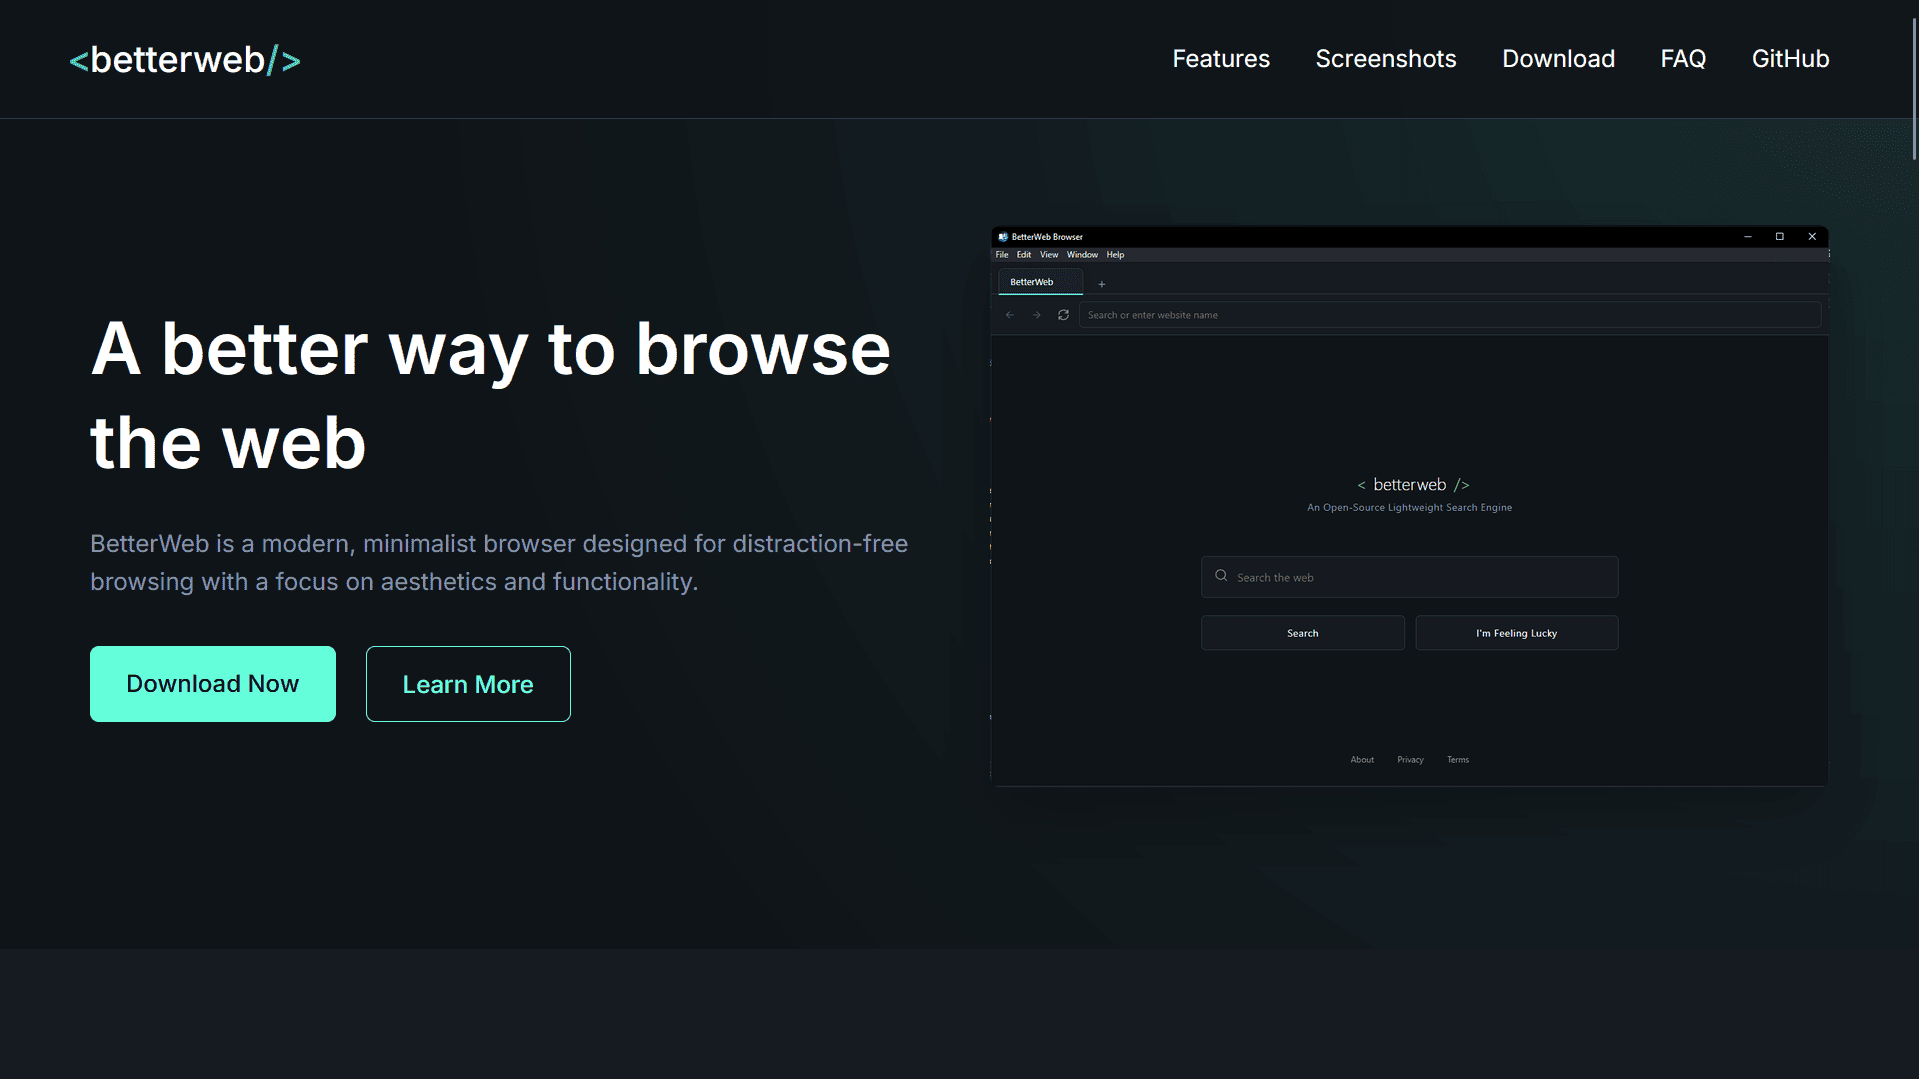 <betterweb/>
Features Screenshots Download FAQ GitHub
A better way to browse
the web
BetterWeb is a modern, minimalist browser designed for distraction-free
browsing with a focus on aesthetics and functionality.
Download Now Learn More
BetterWeb Browser
File Edit View Window Help
BetterWeb +
Search or enter website name
< betterweb />
An Open-Source Lightweight Search Engine
Search the web
Search I'm Feeling Lucky
About Privacy Terms